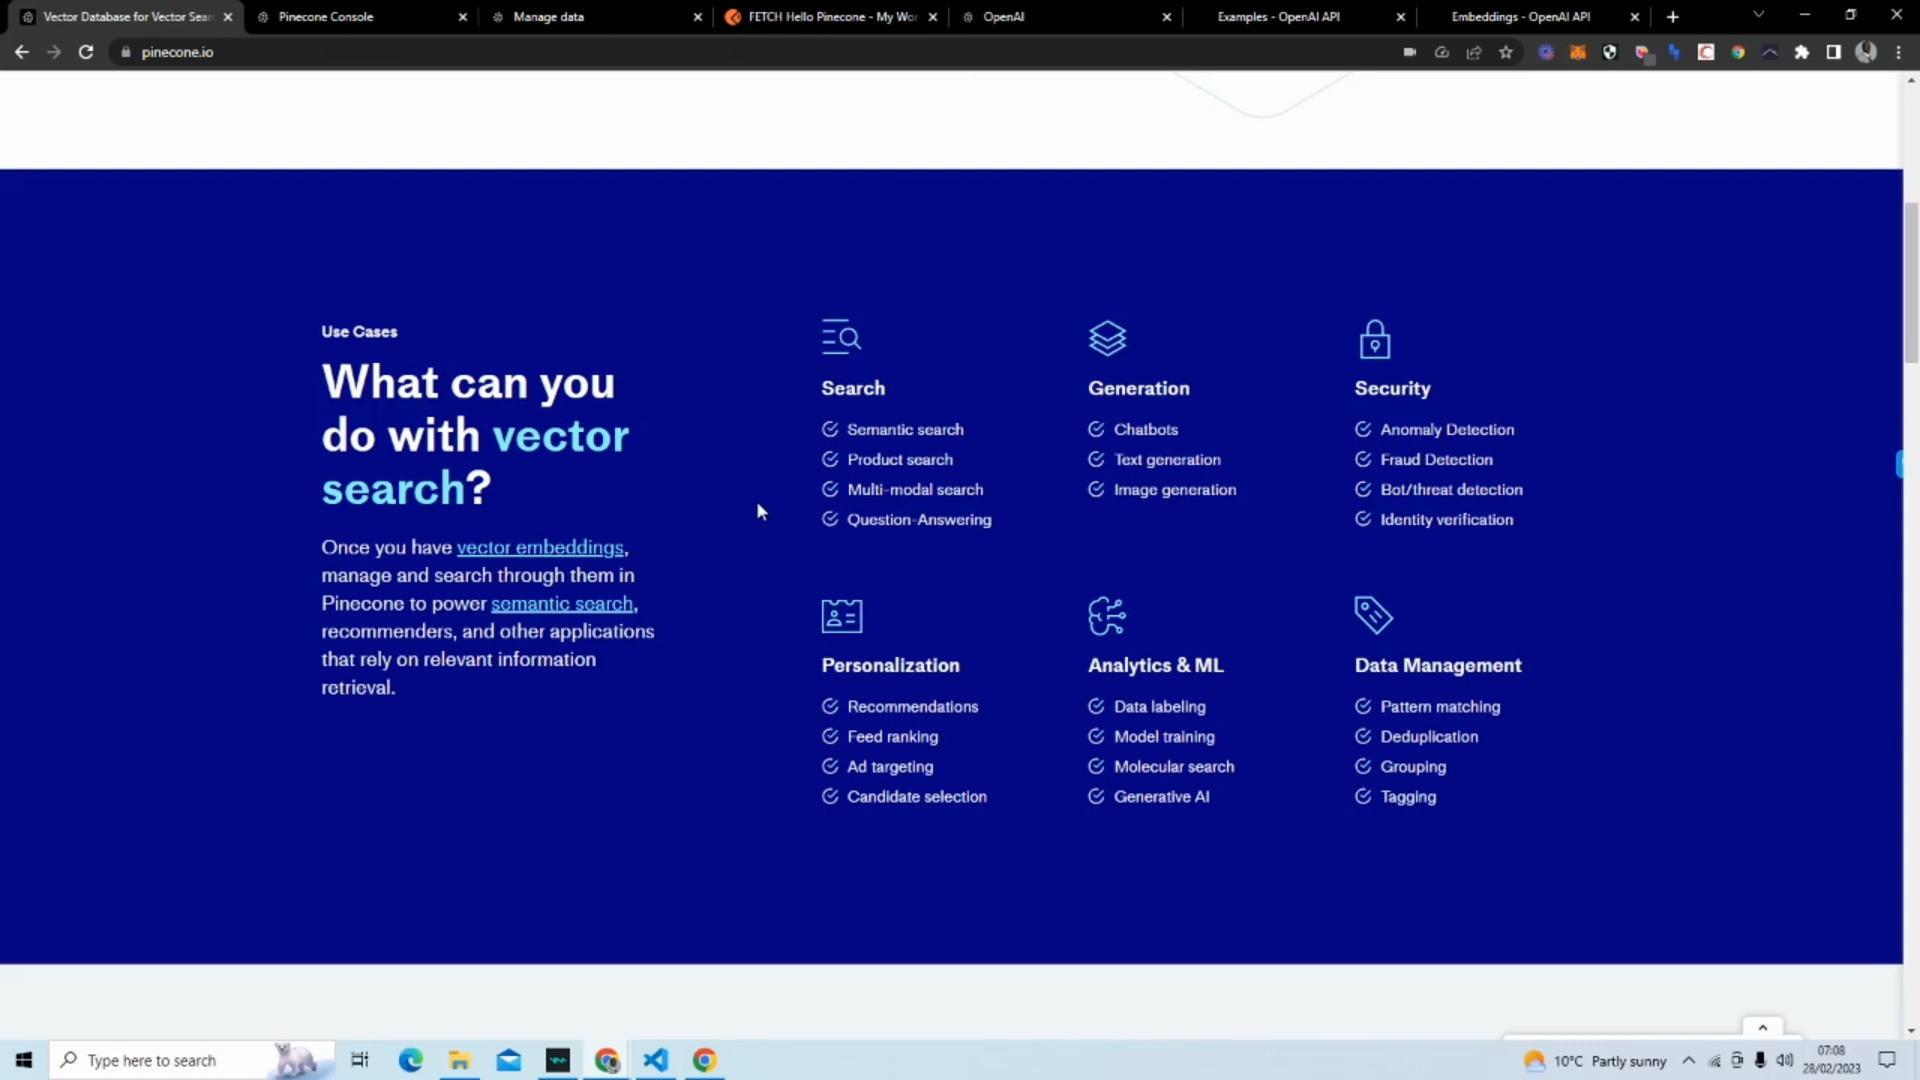 Vector Database for Vector Sear
Pinecone Console
Manage data
FETCH Hello Pinecone - My Wor
OpenAI
Examples - OpenAI API
Embeddings - OpenAI API
pinecone.io
Use Cases
What can you
do with vector
search?
Once you have vector embeddings,
manage and search through them in
Pinecone to power semantic search,
recommenders, and other applications
that rely on relevant information
retrieval.
Search
Semantic search
Product search
Multi-modal search
Question-Answering
Generation
Chatbots
Text generation
Image generation
Security
Anomaly Detection
Fraud Detection
Bot/threat detection
Identity verification
Personalization
Recommendations
Feed ranking
Ad targeting
Candidate selection
Analytics & ML
Data labeling
Model training
Molecular search
Generative AI
Data Management
Pattern matching
Deduplication
Grouping
Tagging
Type here to search
10°C Partly sunny
07:08
28/02/2023